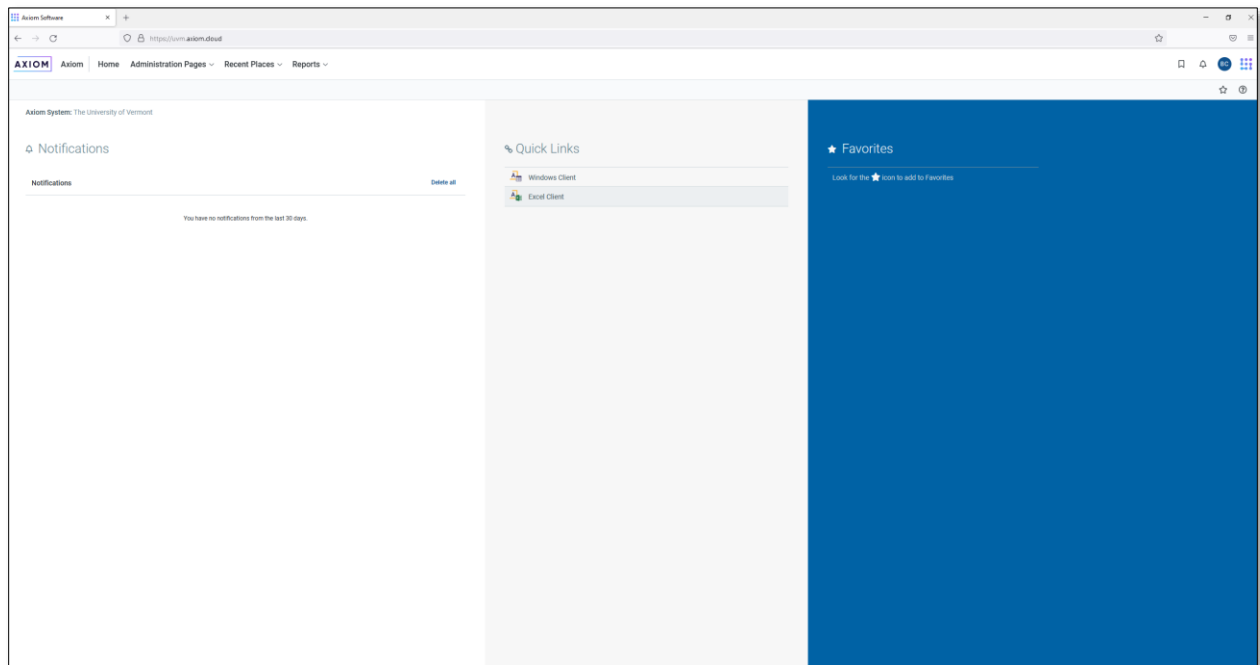 Axiom Software
https://uvm.axiom.cloud
AXIOM Axiom Home Administration Pages Recent Places Reports BC
Axiom System: The University of Vermont
Notifications
Notifications Delete all
You have no notifications from the last 30 days.
Quick Links
Windows Client
Excel Client
Favorites
Look for the icon to add to Favorites